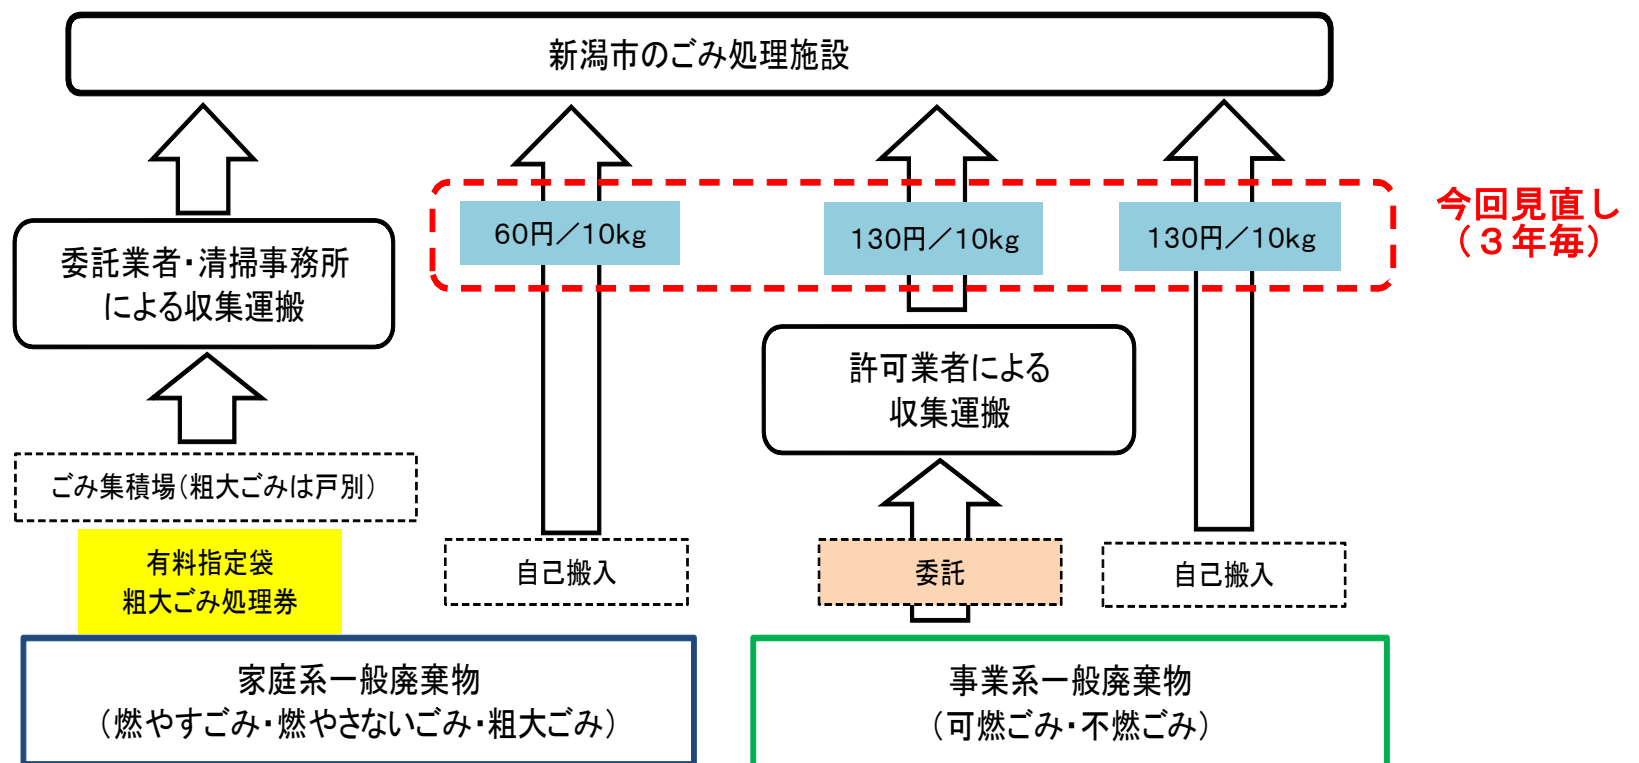 新潟市のごみ処理施設
60円／10kg
130円／10kg
130円／10kg
今回見直し
（３年毎）
委託業者・清掃事務所
による収集運搬
許可業者による
収集運搬
ごみ集積場（粗大ごみは戸別）
有料指定袋
粗大ごみ処理券
自己搬入
委託
自己搬入
家庭系一般廃棄物
（燃やすごみ・燃やさないごみ・粗大ごみ）
事業系一般廃棄物
（可燃ごみ・不燃ごみ）